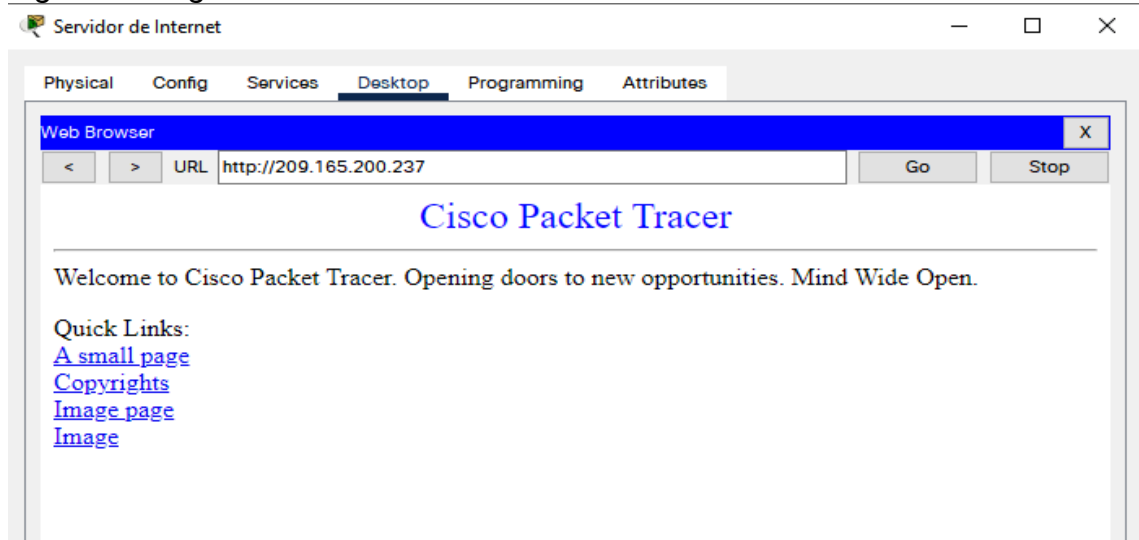 Servidor de Internet
Physical Config Services Desktop Programming Attributes
Web Browser X
< > URL http://209.165.200.237 Go Stop
Cisco Packet Tracer
Welcome to Cisco Packet Tracer. Opening doors to new opportunities. Mind Wide Open.
Quick Links:
A small page
Copyrights
Image page
Image